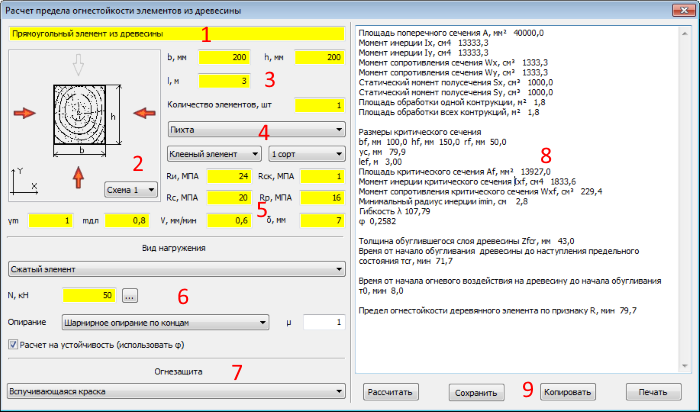 Расчет предела огнестойкости элементов из древесины
Прямоугольный элемент из древесины
1
b, мм 200 h, мм 200
l, м 3
3
Количество элементов, шт 1
4
Пихта
Клееный элемент 1 сорт
h
b
2
Y
X
Схема 1
Rи, МПА 24 Rск, МПА 1
Rс, МПА 20 Rр, МПА 16
5
γm 1 mдл 0,8 V, мм/мин 0,6 δ, мм 7
Вид нагружения
Сжатый элемент
N, кН 50 ...
6
Опирание Шарнирное опирание по концам μ 1
Расчет на устойчивость (использовать φ)
Огнезащита
7
Вспучивающаяся краска
Площадь поперечного сечения A, мм² 40000,0
Момент инерции Ix, см4 13333,3
Момент инерции Iy, см4 13333,3
Момент сопротивления сечения Wx, см³ 1333,3
Момент сопротивления сечения Wy, см³ 1333,3
Статический момент полусечения Sx, см³ 1000,0
Статический момент полусечения Sy, см³ 1000,0
Площадь обработки одной контрукции, м² 1,8
Площадь обработки всех контрукций, м² 1,8
Размеры критического сечения
bf, мм 100,0 hf, мм 150,0 rf, мм 50,0
yc, мм 79,9
lef, м 3,00
8
Площадь критического сечения Af, мм² 13927,0
Момент инерции критического сечения Ixf, см4 1833,6
Момент сопротивления критического сечения Wxf, см³ 229,4
Минимальный радиус инерции imin, см 2,8
Гибкость λ 107,79
φ 0,2582
Толщина обуглившегося слоя древесины Zfcr, мм 43,0
Время от начало обугливания древесины до наступления предельного
состояния τcr, мин 71,7
Время от начала огневого воздействия на древесину до начала обугливания
τ0, мин 8,0
Предел огнестойкости деревянного элемента по признаку R, мин 79,7
Рассчитать Сохранить 9 Копировать Печать